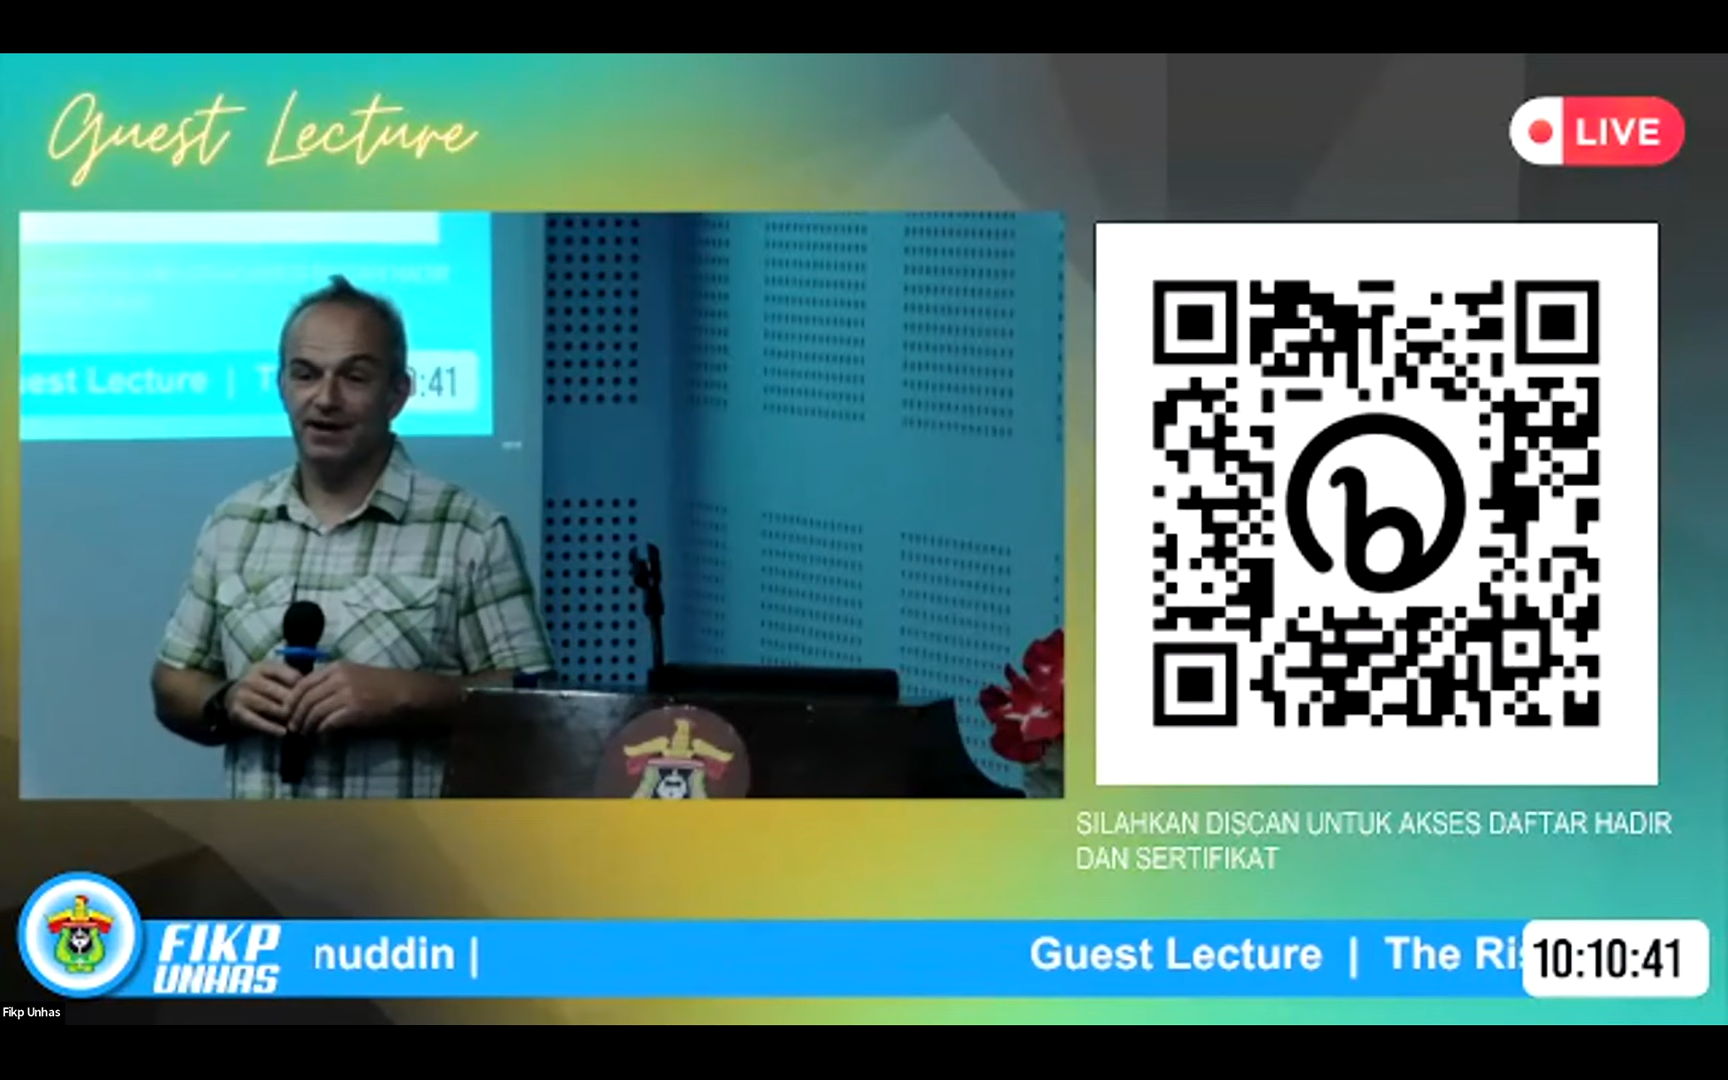 Guest Lecture
LIVE
est Lecture |
:41
SILAHKAN DISCAN UNTUK AKSES DAFTAR HADIR
DAN SERTIFIKAT
FIKP
UNHAS
nuddin |
Guest Lecture | The Ris
10:10:41
Fikp Unhas